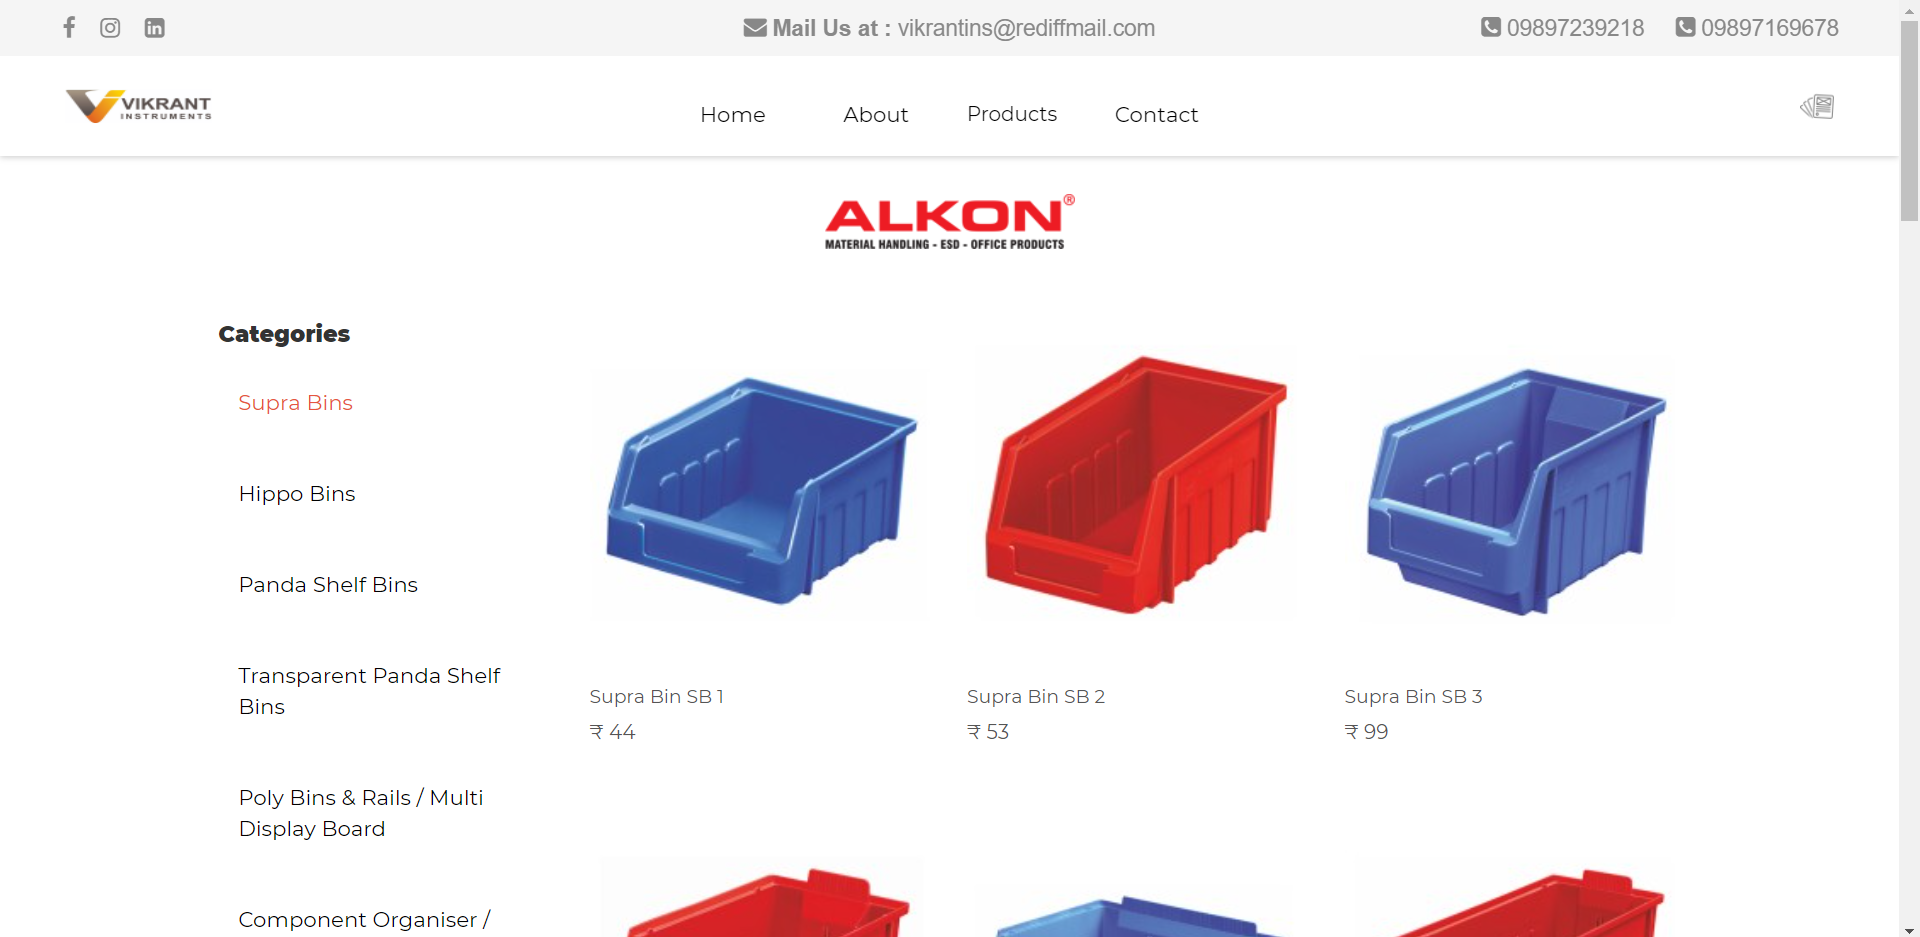 Mail Us at : vikrantins@rediffmail.com
09897239218
09897169678
VIKRANT
INSTRUMENTS
Home
About
Products
Contact
ALKON®
MATERIAL HANDLING - ESD - OFFICE PRODUCTS
Categories
Supra Bins
Hippo Bins
Panda Shelf Bins
Transparent Panda Shelf
Bins
Poly Bins & Rails / Multi
Display Board
Component Organiser /
Supra Bin SB 1
₹ 44
Supra Bin SB 2
₹ 53
Supra Bin SB 3
₹ 99